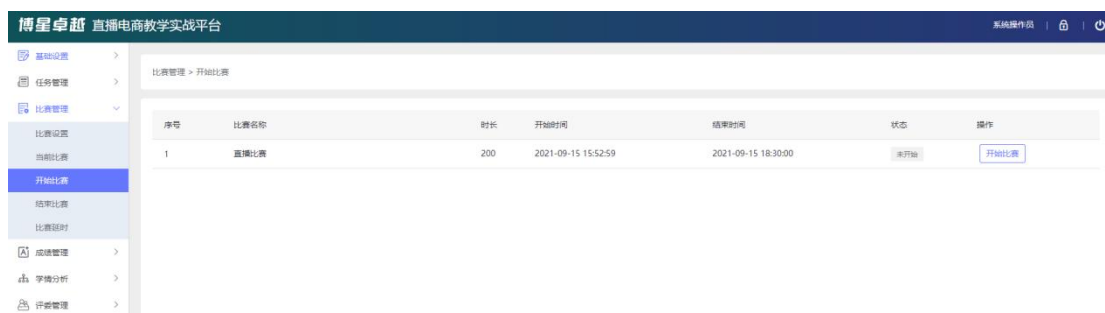 博星卓越 直播电商教学实战平台 系统操作员
基础设置
任务管理
比赛管理
比赛设置
当前比赛
开始比赛
结束比赛
比赛延时
成绩管理
学情分析
评委管理
比赛管理 > 开始比赛
序号 比赛名称 时长 开始时间 结束时间 状态 操作
1 直播比赛 200 2021-09-15 15:52:59 2021-09-15 18:30:00 未开始 开始比赛